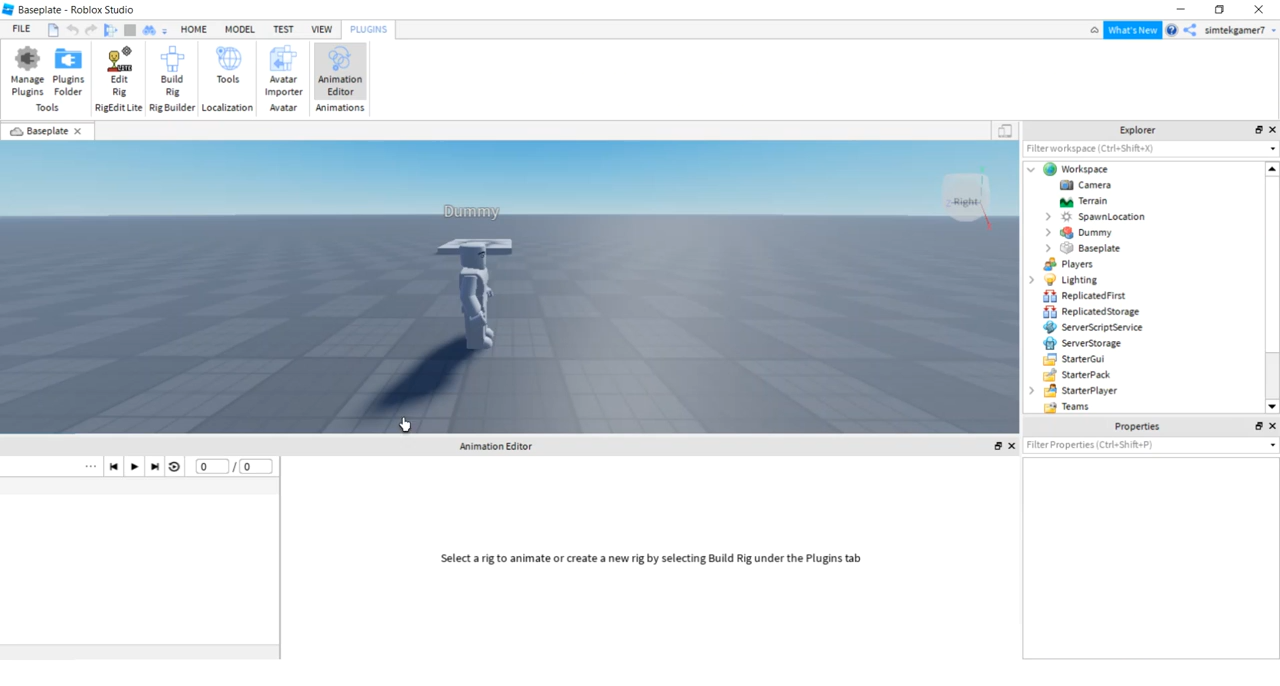 Baseplate - Roblox Studio
FILE HOME MODEL TEST VIEW PLUGINS What's New simtekgamer7
Manage Plugins
Plugins Folder
Edit Rig
Build Rig
Tools
Avatar Importer
Animation Editor
Tools RigEdit Lite Rig Builder Localization Avatar Animations
Baseplate
Dummy
Right
Explorer
Filter workspace (Ctrl+Shift+X)
Workspace
Camera
Terrain
SpawnLocation
Dummy
Baseplate
Players
Lighting
ReplicatedFirst
ReplicatedStorage
ServerScriptService
ServerStorage
StarterGui
StarterPack
StarterPlayer
Teams
Properties
Filter Properties (Ctrl+Shift+P)
Animation Editor
0 / 0
Select a rig to animate or create a new rig by selecting Build Rig under the Plugins tab